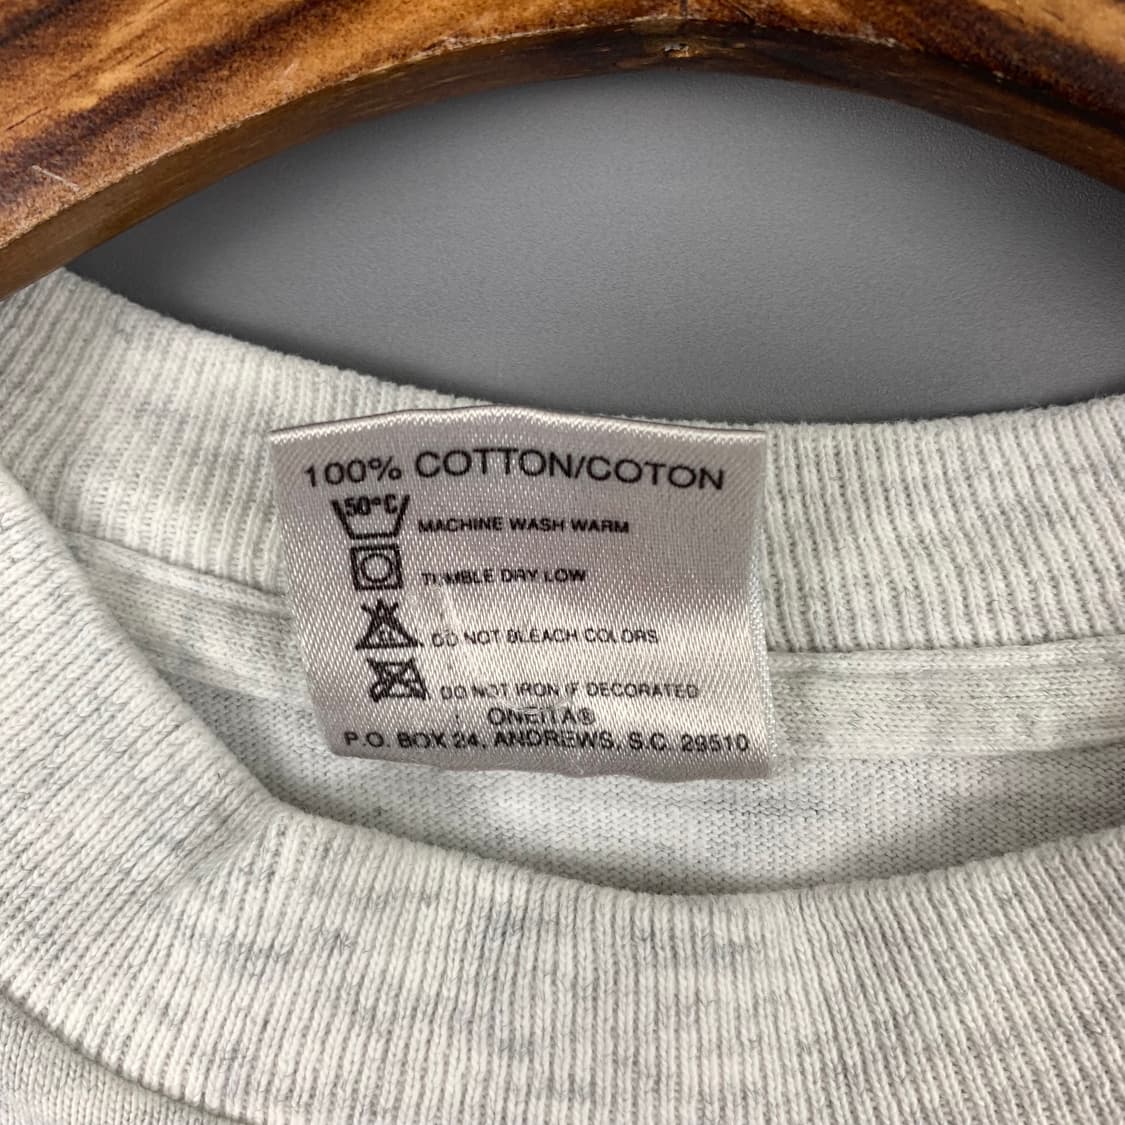 100% COTTON/COTON
50°C MACHINE WASH WARM
TUMBLE DRY LOW
DO NOT BLEACH COLORS
DO NOT IRON IF DECORATED
ONEITA®
P.O. BOX 24, ANDREWS, S.C. 29510